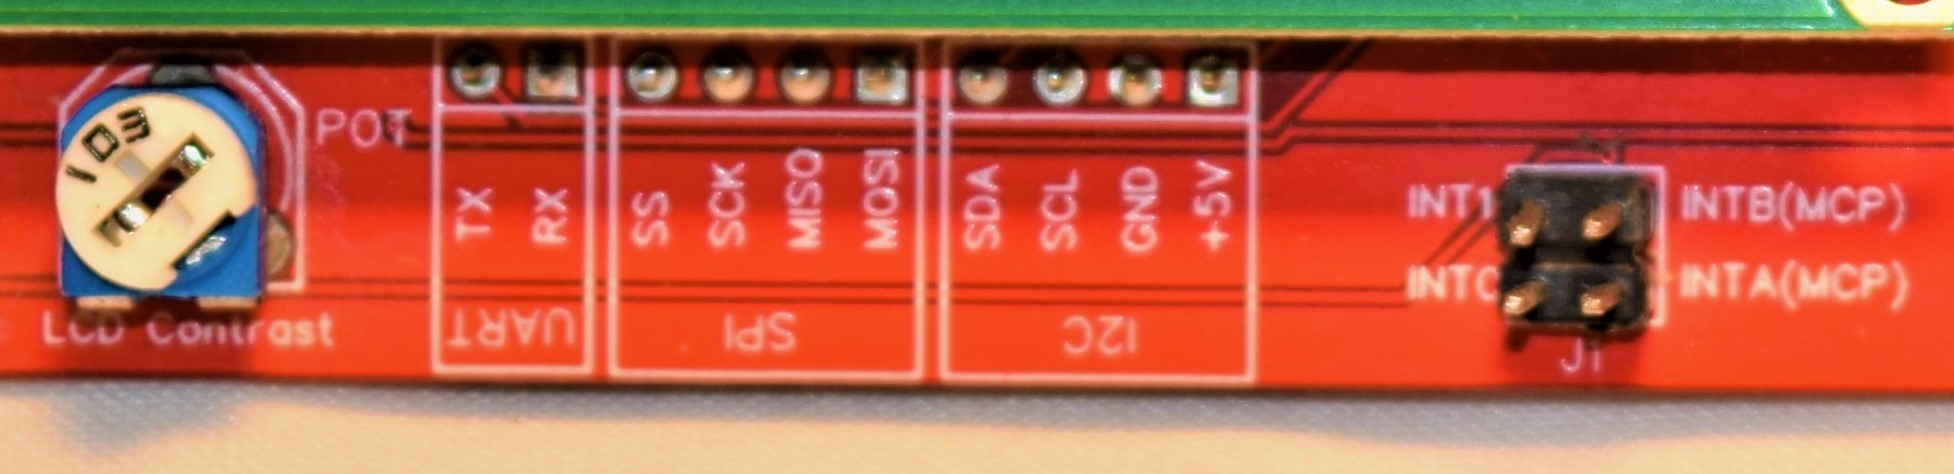 103
POT
LCD Contrast
TX RX
UART
SS SCK MISO MOSI
SPI
SDA SCL GND +5V
I2C
INT1 INTB(MCP)
INT0 INTA(MCP)
J1